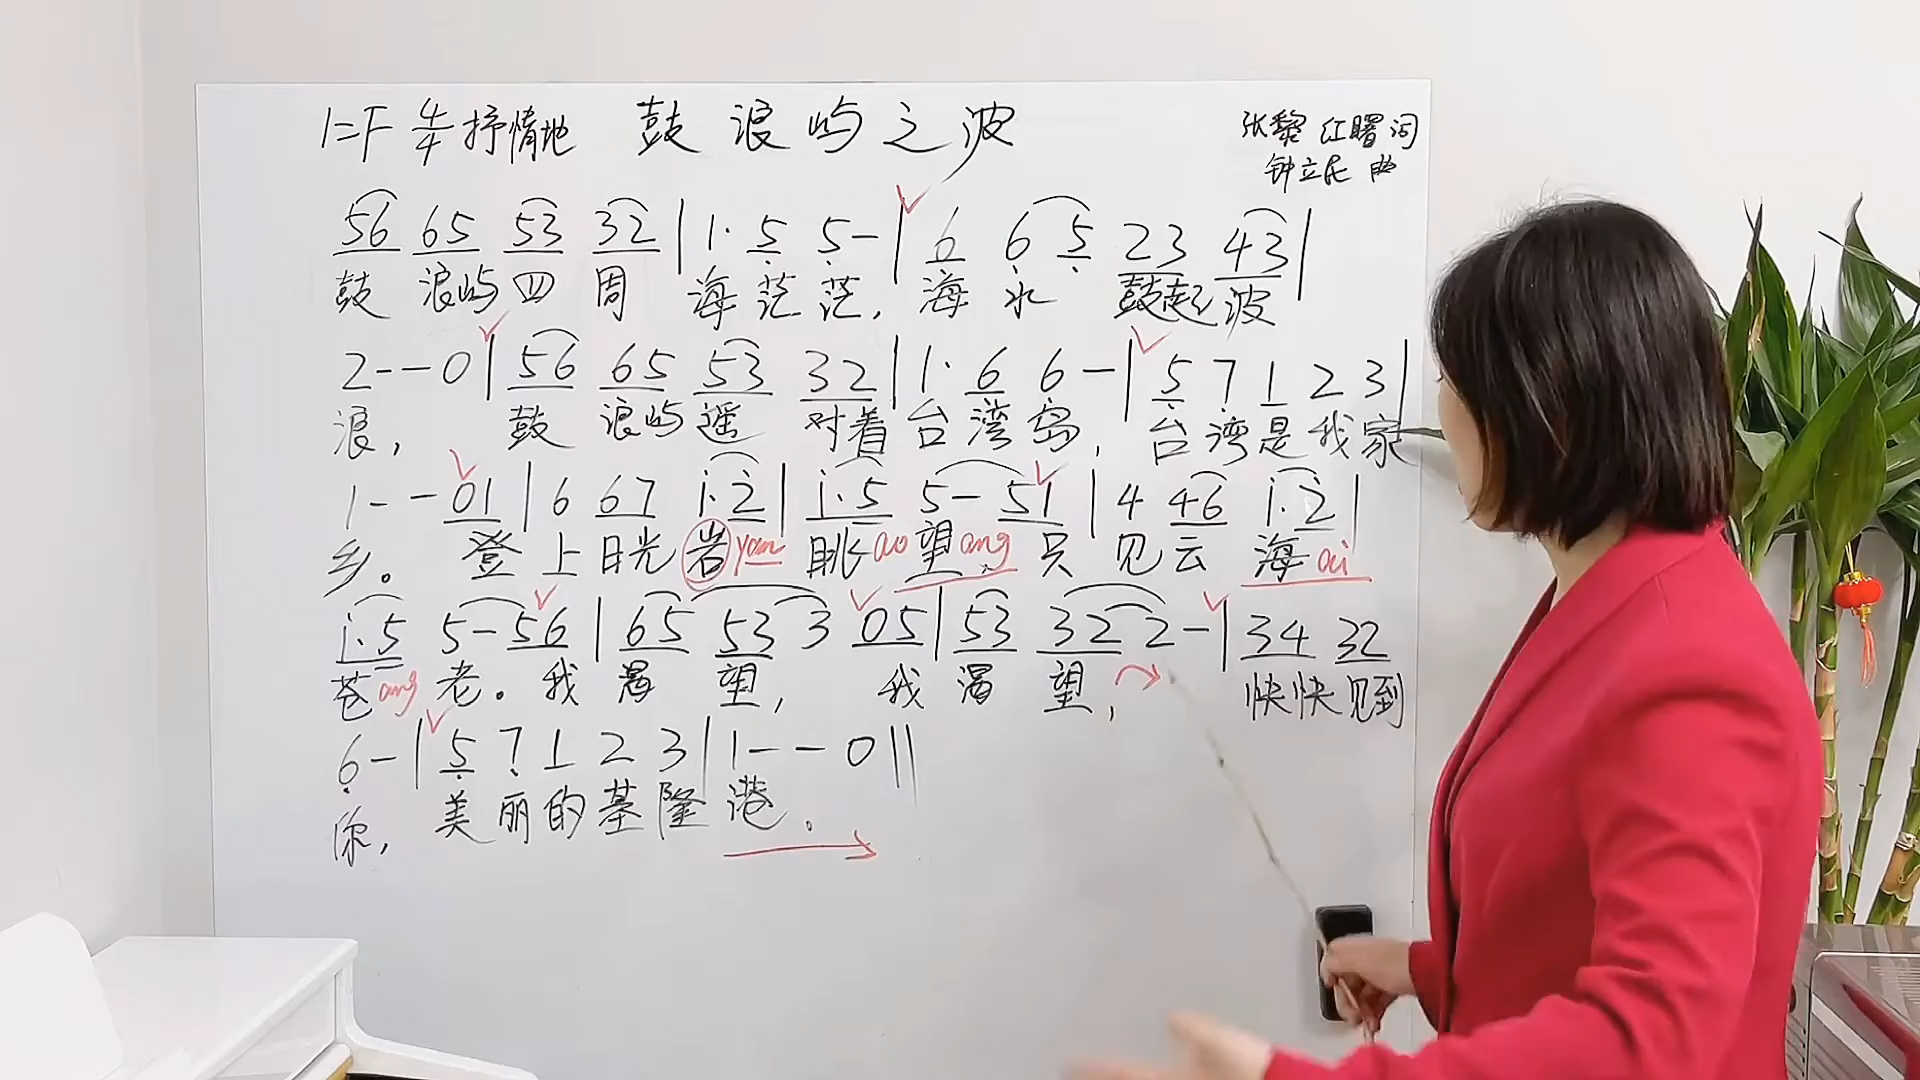 1=F 4/4 抒情地 鼓浪屿之波 张黎 红曙 词
钟立民 曲
56 65 53 32 | 1· 5 5 - | 6 6 5 23 43 |
鼓 浪屿 四 周 海 茫 茫, 海 水 鼓起 波
2 - - 0 | 56 65 53 32 | 1· 6 6 - | 5 7 1 2 3 |
浪, 鼓 浪屿 遥 对着 台 湾 岛, 台 湾 是 我 家
1 - - 01 | 6 67 i·2 | i·5 5 - 51 | 4 46 i·2 |
乡。 登 上 日光 岩 yan 眺 ao 望 ang 只 见 云 海 ai
i·5 5 - 56 | 65 53 3 05 | 53 32 2 - | 34 32
苍 ang 老。 我 渴 望, 我 渴 望, 快快 见到
6 - | 5 7 1 2 3 | 1 - - 0 ||
你, 美 丽 的 基 隆 港.